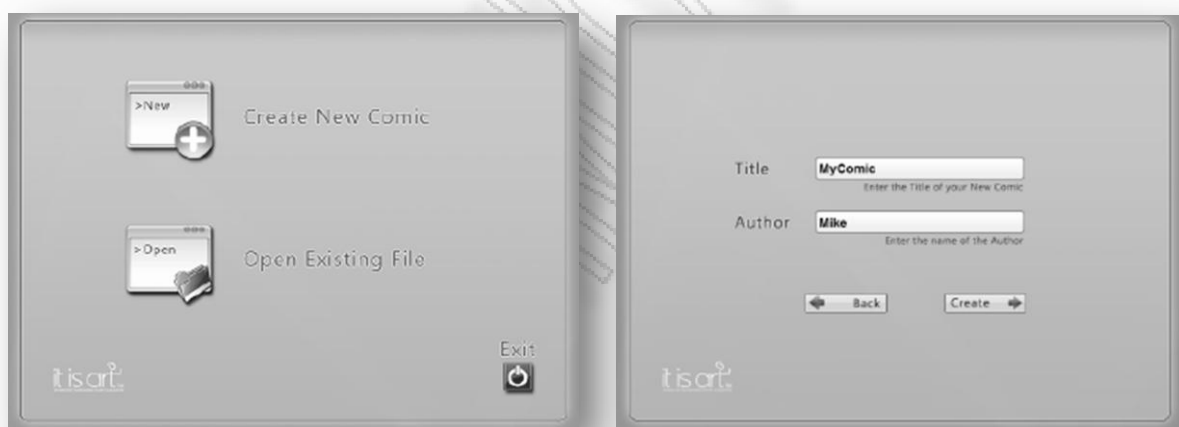 >New
Create New Comic
>Open
Open Existing File
Exit
it is art
Title
MyComic
Enter the Title of your New Comic
Author
Mike
Enter the name of the Author
Back
Create
it is art